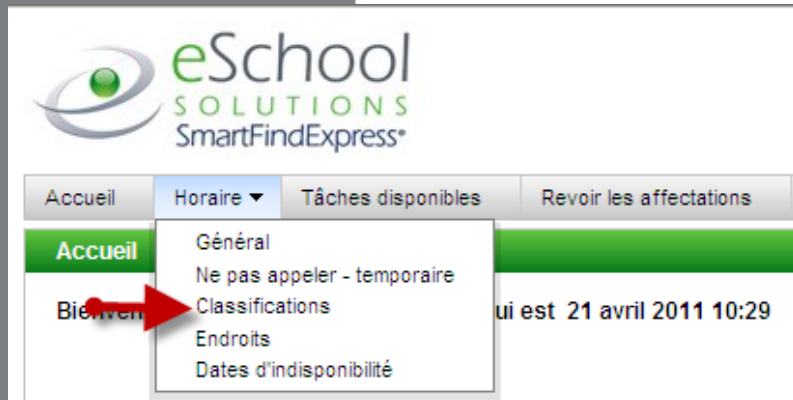 eSchool
SOLUTIONS
SmartFindExpress
Accueil Horaire Tâches disponibles Revoir les affectations
Accueil
Général
Ne pas appeler - temporaire
Classifications
Endroits
Dates d'indisponibilité
est 21 avril 2011 10:29